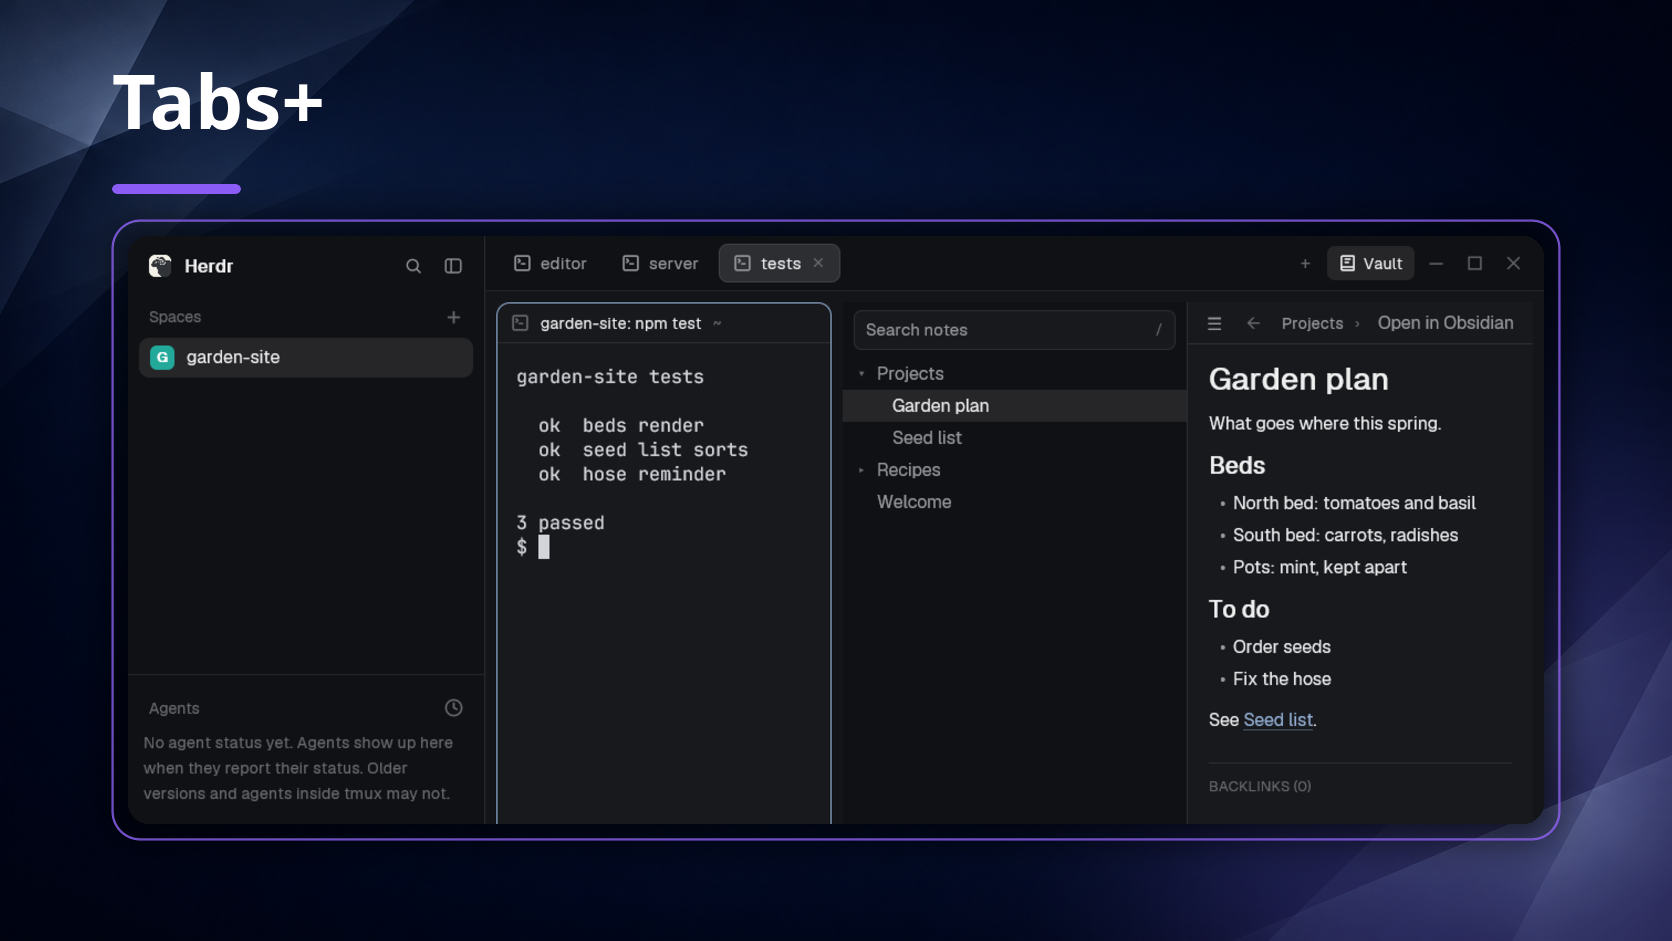 Tabs+
Herdr
Spaces
+
G garden-site
Agents
No agent status yet. Agents show up here
when they report their status. Older
versions and agents inside tmux may not.
editor
server
tests ×
+
Vault
garden-site: npm test ~
garden-site tests
ok beds render
ok seed list sorts
ok hose reminder
3 passed
$
Search notes /
Projects
Garden plan
Seed list
Recipes
Welcome
← Projects › Open in Obsidian
Garden plan
What goes where this spring.
Beds
• North bed: tomatoes and basil
• South bed: carrots, radishes
• Pots: mint, kept apart
To do
• Order seeds
• Fix the hose
See Seed list.
BACKLINKS (0)